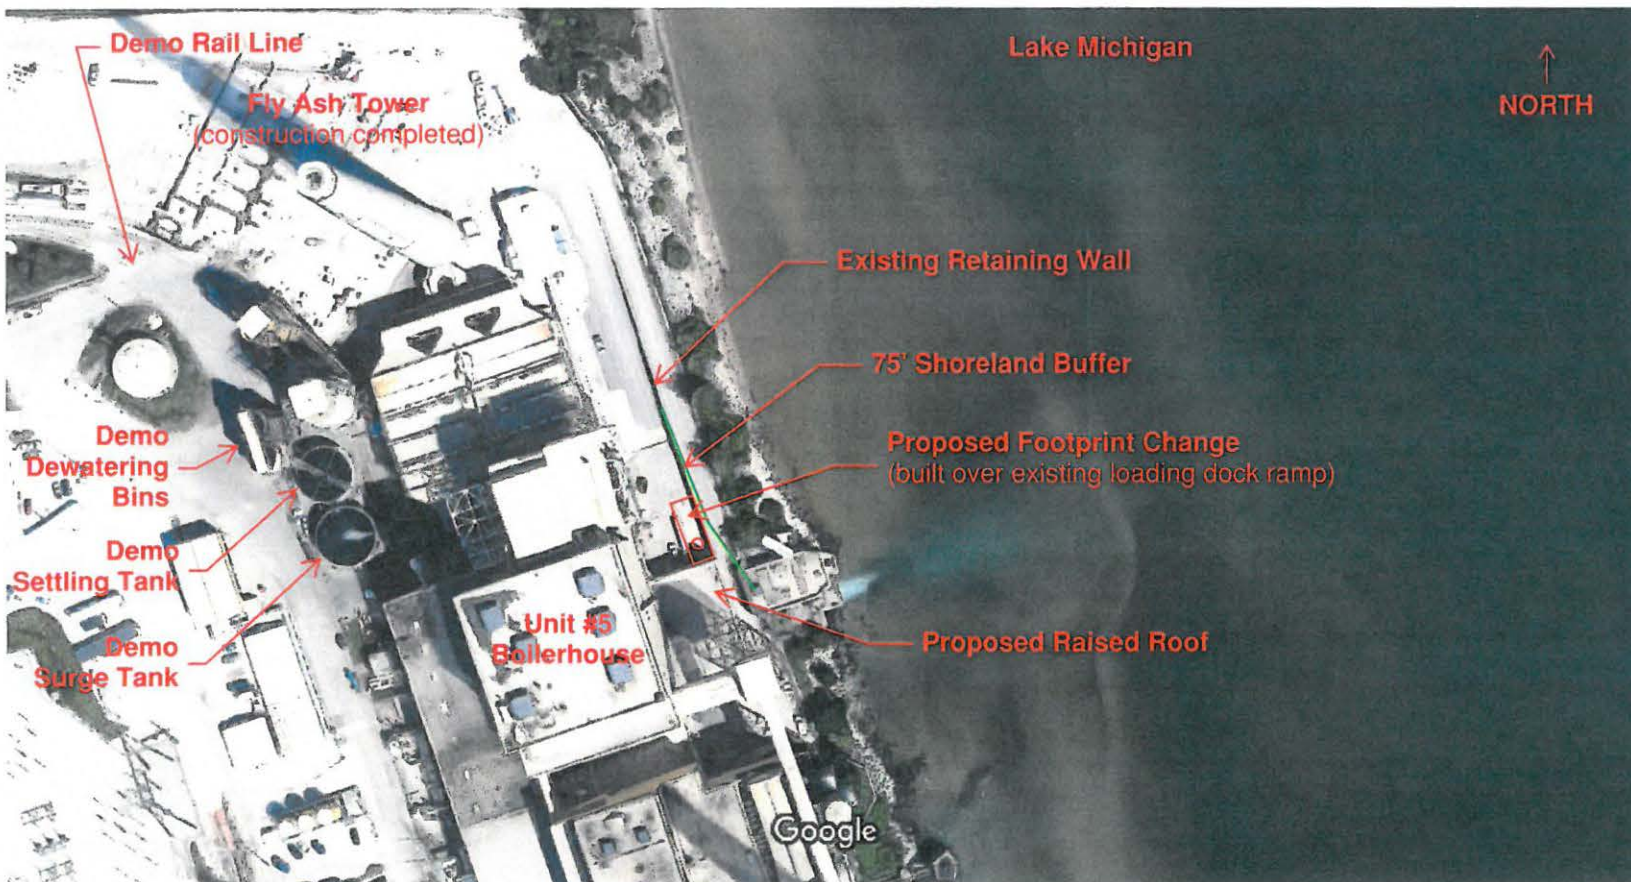 Demo Rail Line
Lake Michigan
NORTH
Fly Ash Tower
(construction completed)
Existing Retaining Wall
75' Shoreland Buffer
Proposed Footprint Change
(built over existing loading dock ramp)
Demo
Dewatering
Bins
Demo
Settling Tank
Demo
Surge Tank
Unit #5
Boilerhouse
Proposed Raised Roof
Google